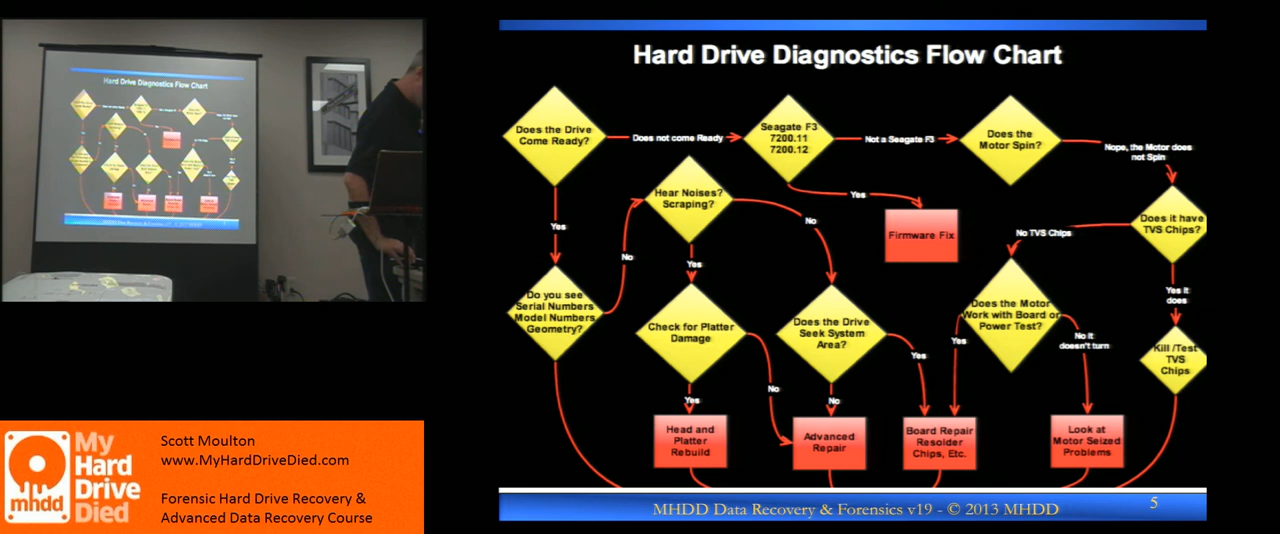 Hard Drive Diagnostics Flow Chart
Does the Drive
Come Ready?
Does not come Ready
Seagate F3
7200.11
7200.12
Not a Seagate F3
Does the
Motor Spin?
Nope, the Motor does
not Spin
Yes
Hear Noises?
Scraping?
No
Yes
Firmware Fix
Does it have
TVS Chips?
No TVS Chips
No
Yes
Yes it
does
Do you see
Serial Numbers
Model Numbers
Geometry?
Check for Platter
Damage
Does the Drive
Seek System
Area?
Does the Motor
Work with Board or
Power Test?
Kill /Test
TVS
Chips
Yes
No
No
Yes
Yes
No it
doesn't turn
Head and
Platter
Rebuild
Advanced
Repair
Board Repair
Resolder
Chips, Etc.
Look at
Motor Seized
Problems
MHDD Data Recovery & Forensics v19 - © 2013 MHDD
5
Hard Drive Diagnostics Flow Chart
mhdd
My
Hard
Drive
Died
Scott Moulton
www.MyHardDriveDied.com
Forensic Hard Drive Recovery &
Advanced Data Recovery Course